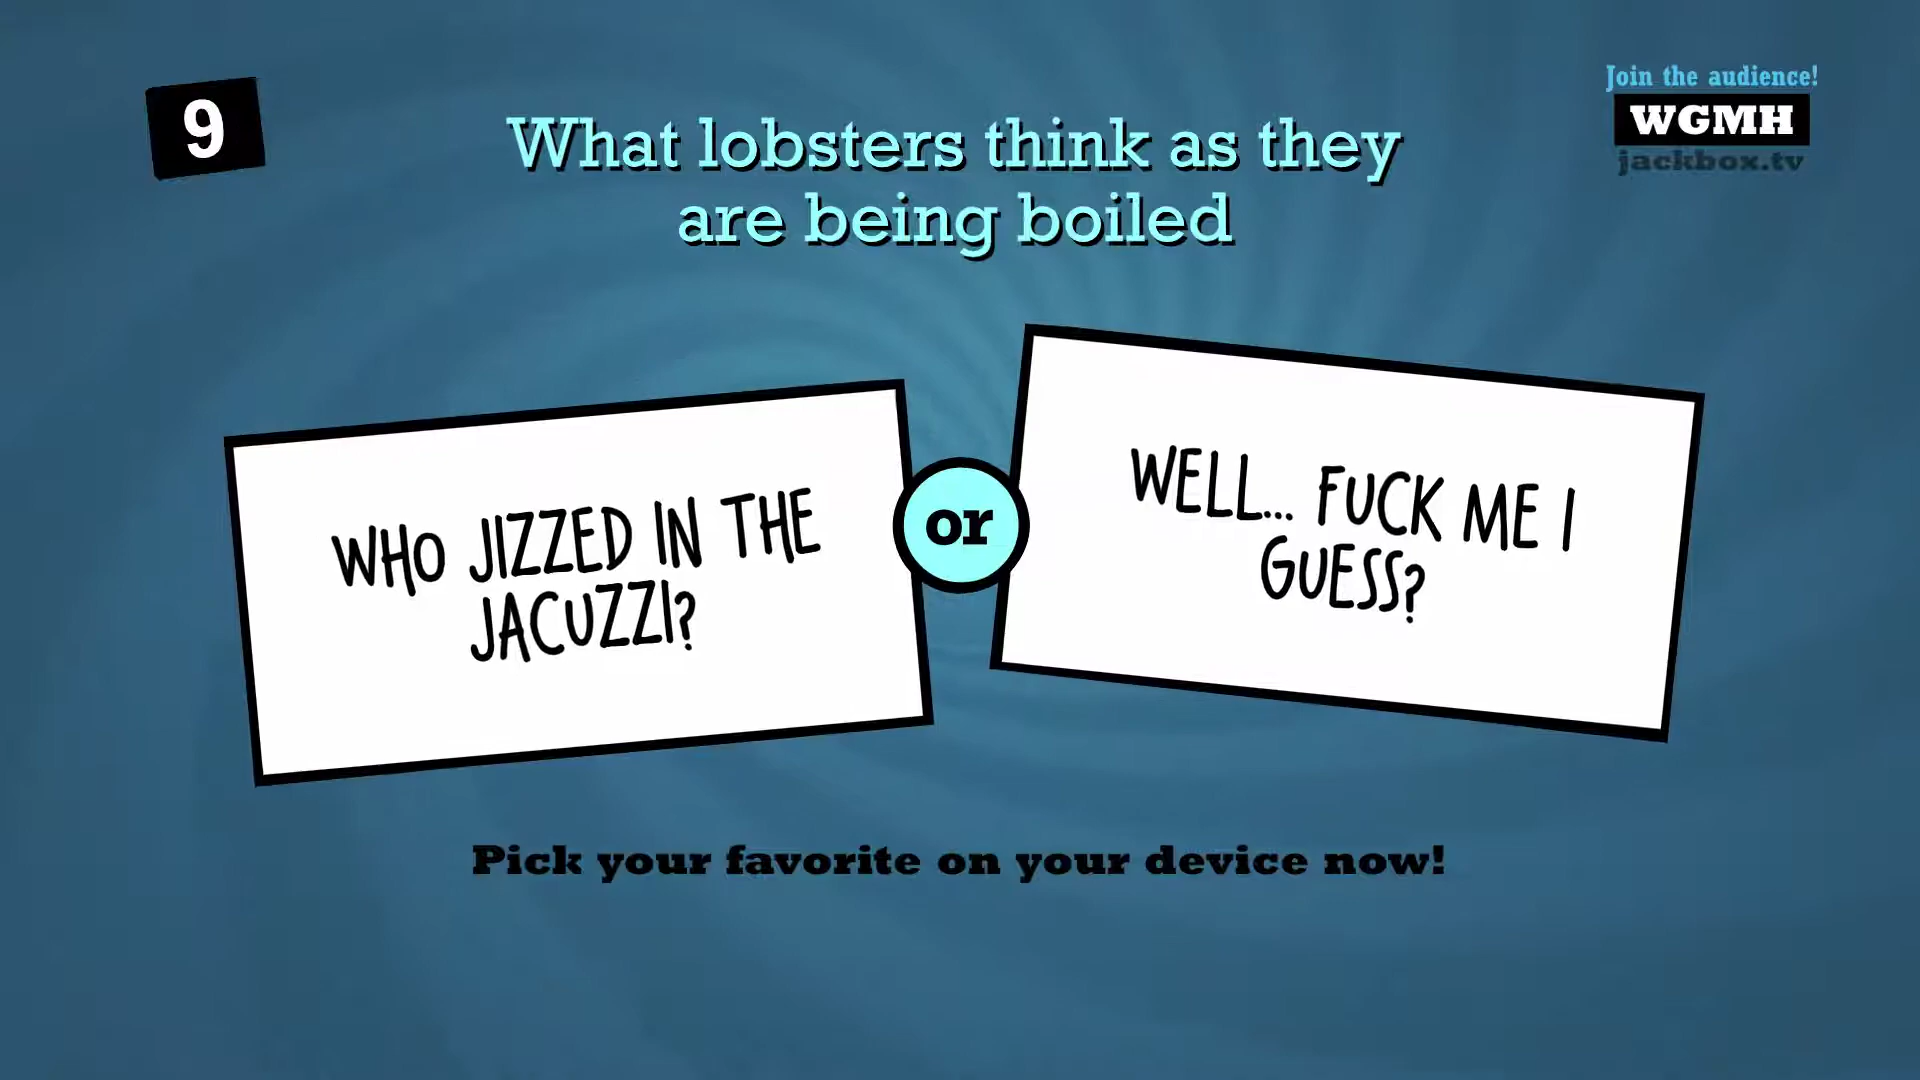 9
Join the audience!
WGMH
jackbox.tv
What lobsters think as they
are being boiled
WHO JIZZED IN THE
JACUZZI?
or
WELL... FUCK ME I
GUESS?
Pick your favorite on your device now!